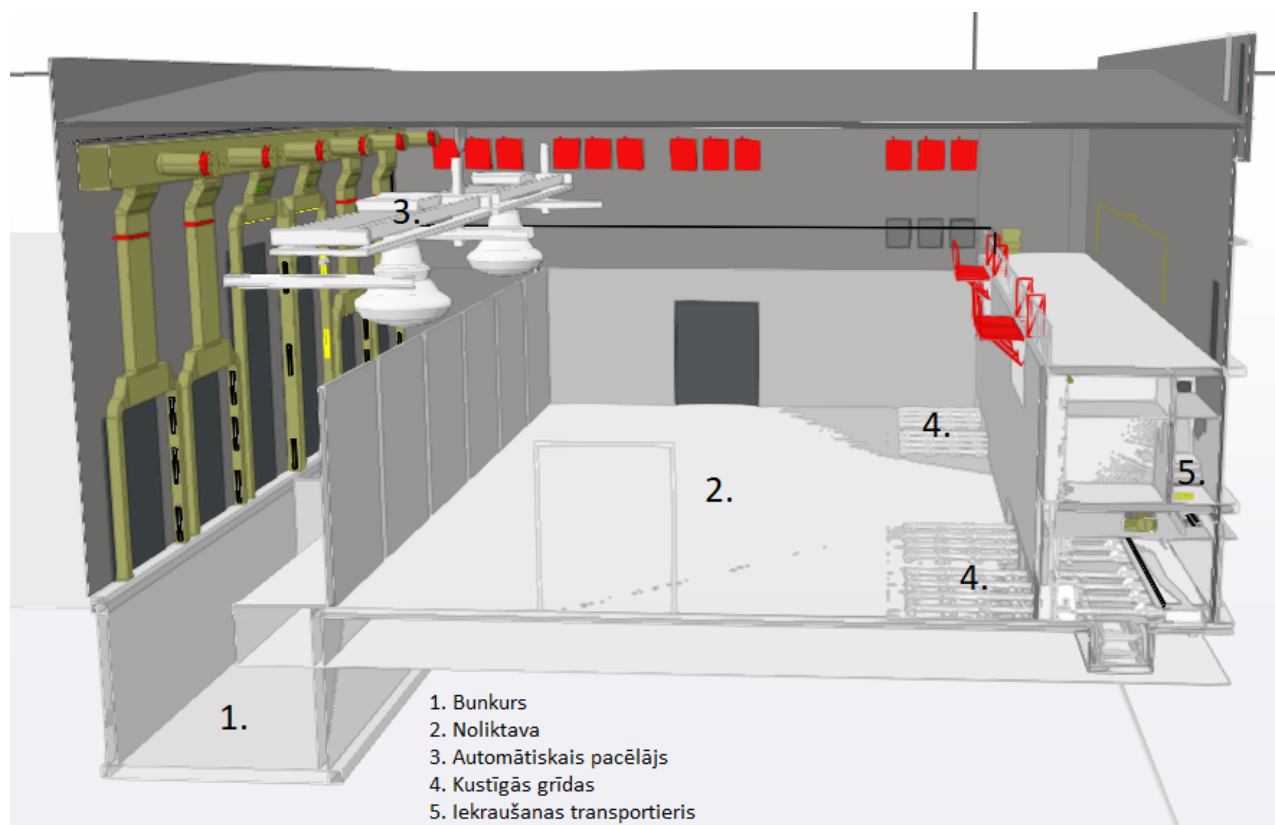 3.
4.
5.
2.
4.
1.
1. Bunkurs
2. Noliktava
3. Automātiskais pacēlājs
4. Kustīgās grīdas
5. Iekraušanas transportieris